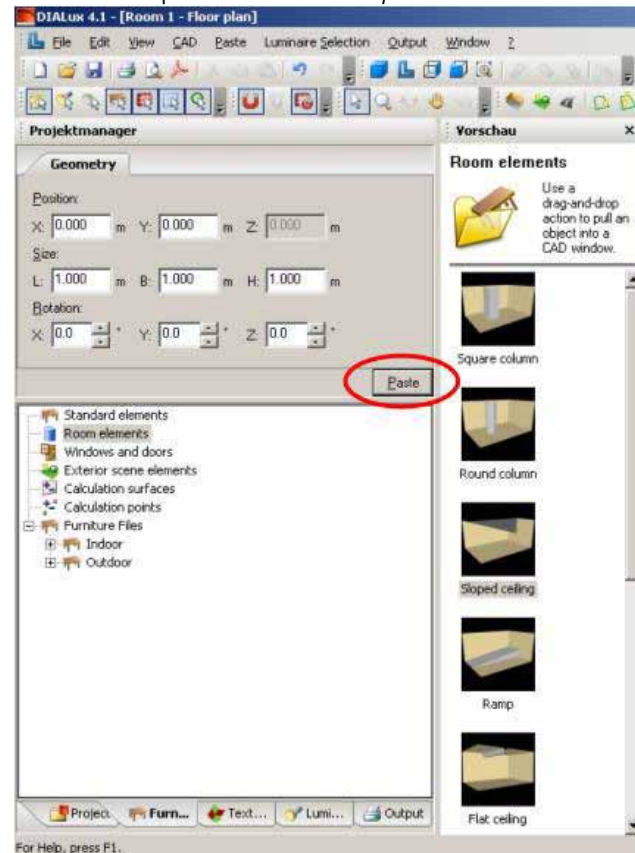 DIALux 4.1 - [Room 1 - Floor plan]
File Edit View CAD Paste Luminaire Selection Output Window ?
Projektmanager
Geometry
Position:
X: 0.000 m Y: 0.000 m Z: 0.000 m
Size:
L: 1.000 m B: 1.000 m H: 1.000 m
Rotation:
X: 0.0 ° Y: 0.0 ° Z: 0.0 °
Paste
Standard elements
Room elements
Windows and doors
Exterior scene elements
Calculation surfaces
Calculation points
Furniture Files
Indoor
Outdoor
Project Furn... Text... Lumi... Output
For Help, press F1.
Vorschau
Room elements
Use a
drag-and-drop
action to pull an
object into a
CAD window.
Square column
Round column
Sloped ceiling
Ramp
Flat ceiling